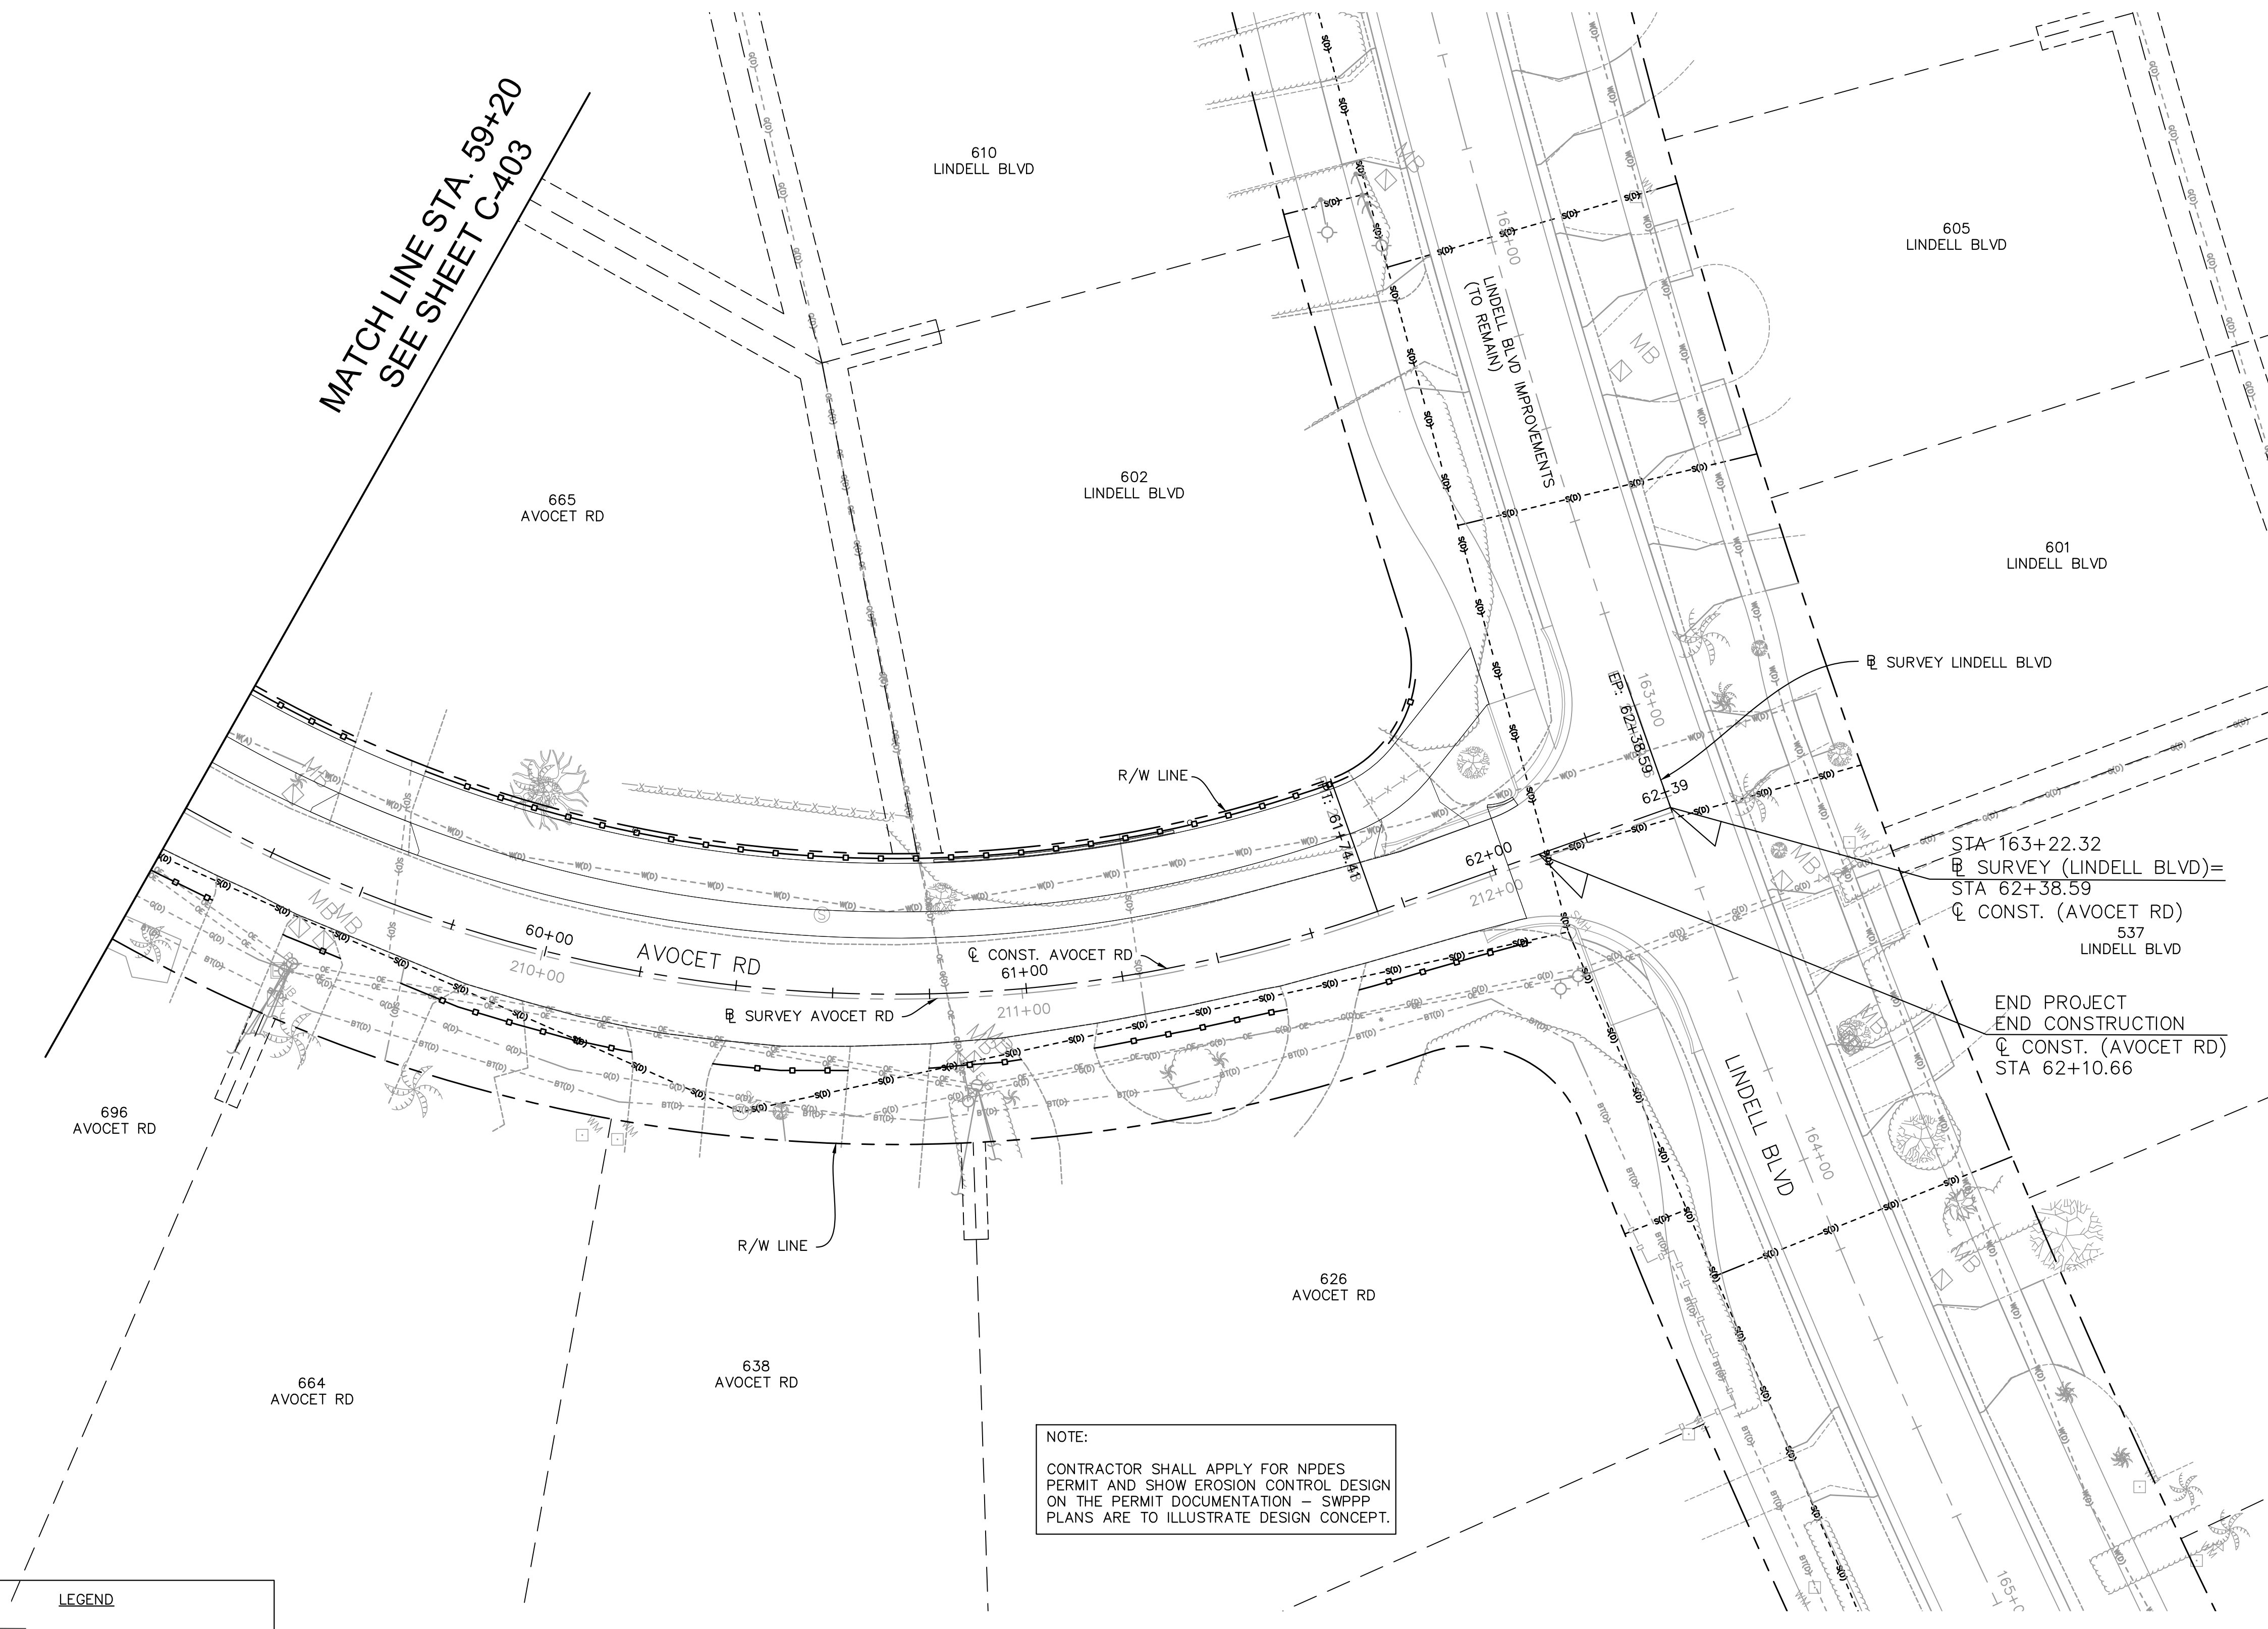 MATCH LINE STA. 59+20
SEE SHEET C-403
610
LINDELL BLVD
605
LINDELL BLVD
LINDELL BLVD IMPROVEMENTS
(TO REMAIN)
665
AVOCET RD
602
LINDELL BLVD
601
LINDELL BLVD
℄ SURVEY LINDELL BLVD
163+00
EP: 62+38.59
62+39
R/W LINE
PT: 61+74.41
62+00
212+00
STA 163+22.32
℄ SURVEY (LINDELL BLVD)=
STA 62+38.59
℄ CONST. (AVOCET RD)
537
LINDELL BLVD
60+00
210+00
AVOCET RD
℄ CONST. AVOCET RD
61+00
211+00
℄ SURVEY AVOCET RD
END PROJECT
END CONSTRUCTION
℄ CONST. (AVOCET RD)
STA 62+10.66
LINDELL BLVD
164+00
696
AVOCET RD
R/W LINE
626
AVOCET RD
664
AVOCET RD
638
AVOCET RD
NOTE:
CONTRACTOR SHALL APPLY FOR NPDES
PERMIT AND SHOW EROSION CONTROL DESIGN
ON THE PERMIT DOCUMENTATION – SWPPP
PLANS ARE TO ILLUSTRATE DESIGN CONCEPT.
LEGEND